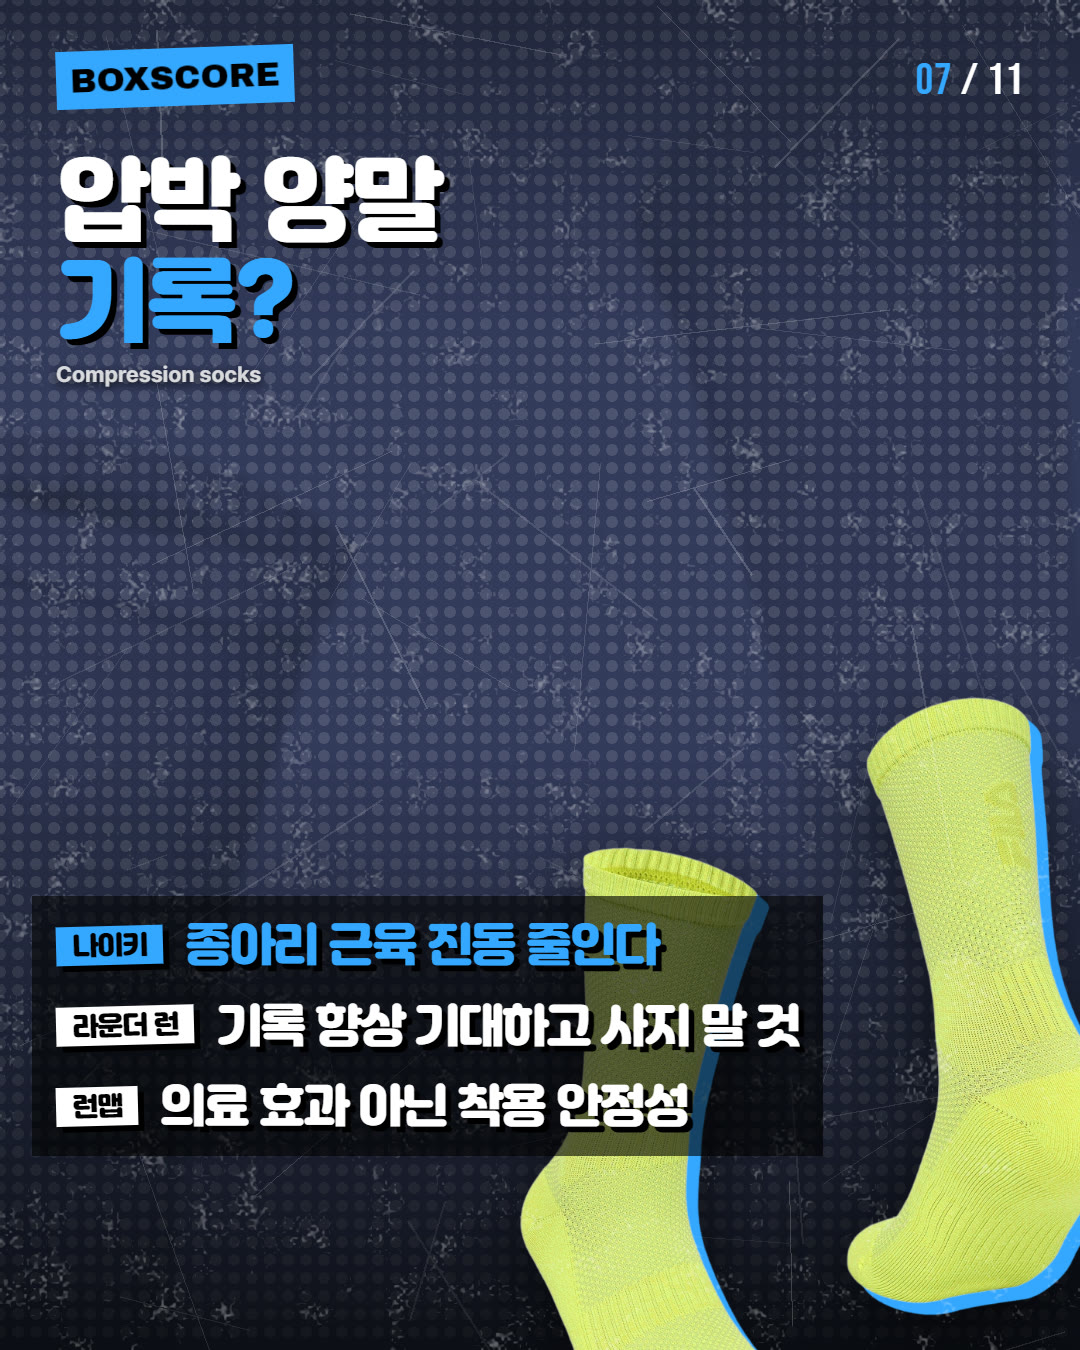 BOXSCORE
07 / 11
압박 양말
기록?
Compression socks
나이키 종아리 근육 진동 줄인다
라운더 런 기록 향상 기대하고 사지 말 것
런맵 의료 효과 아닌 착용 안정성